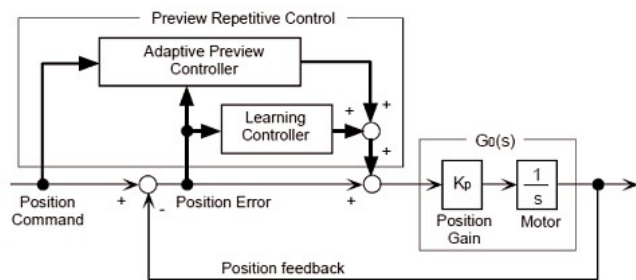 Preview Repetitive Control
Adaptive Preview
Controller
Learning
Controller
+
+
+
G0(s)
Kp
1
s
Position
Command
+
-
Position Error
+
Position
Gain
Motor
Position feedback